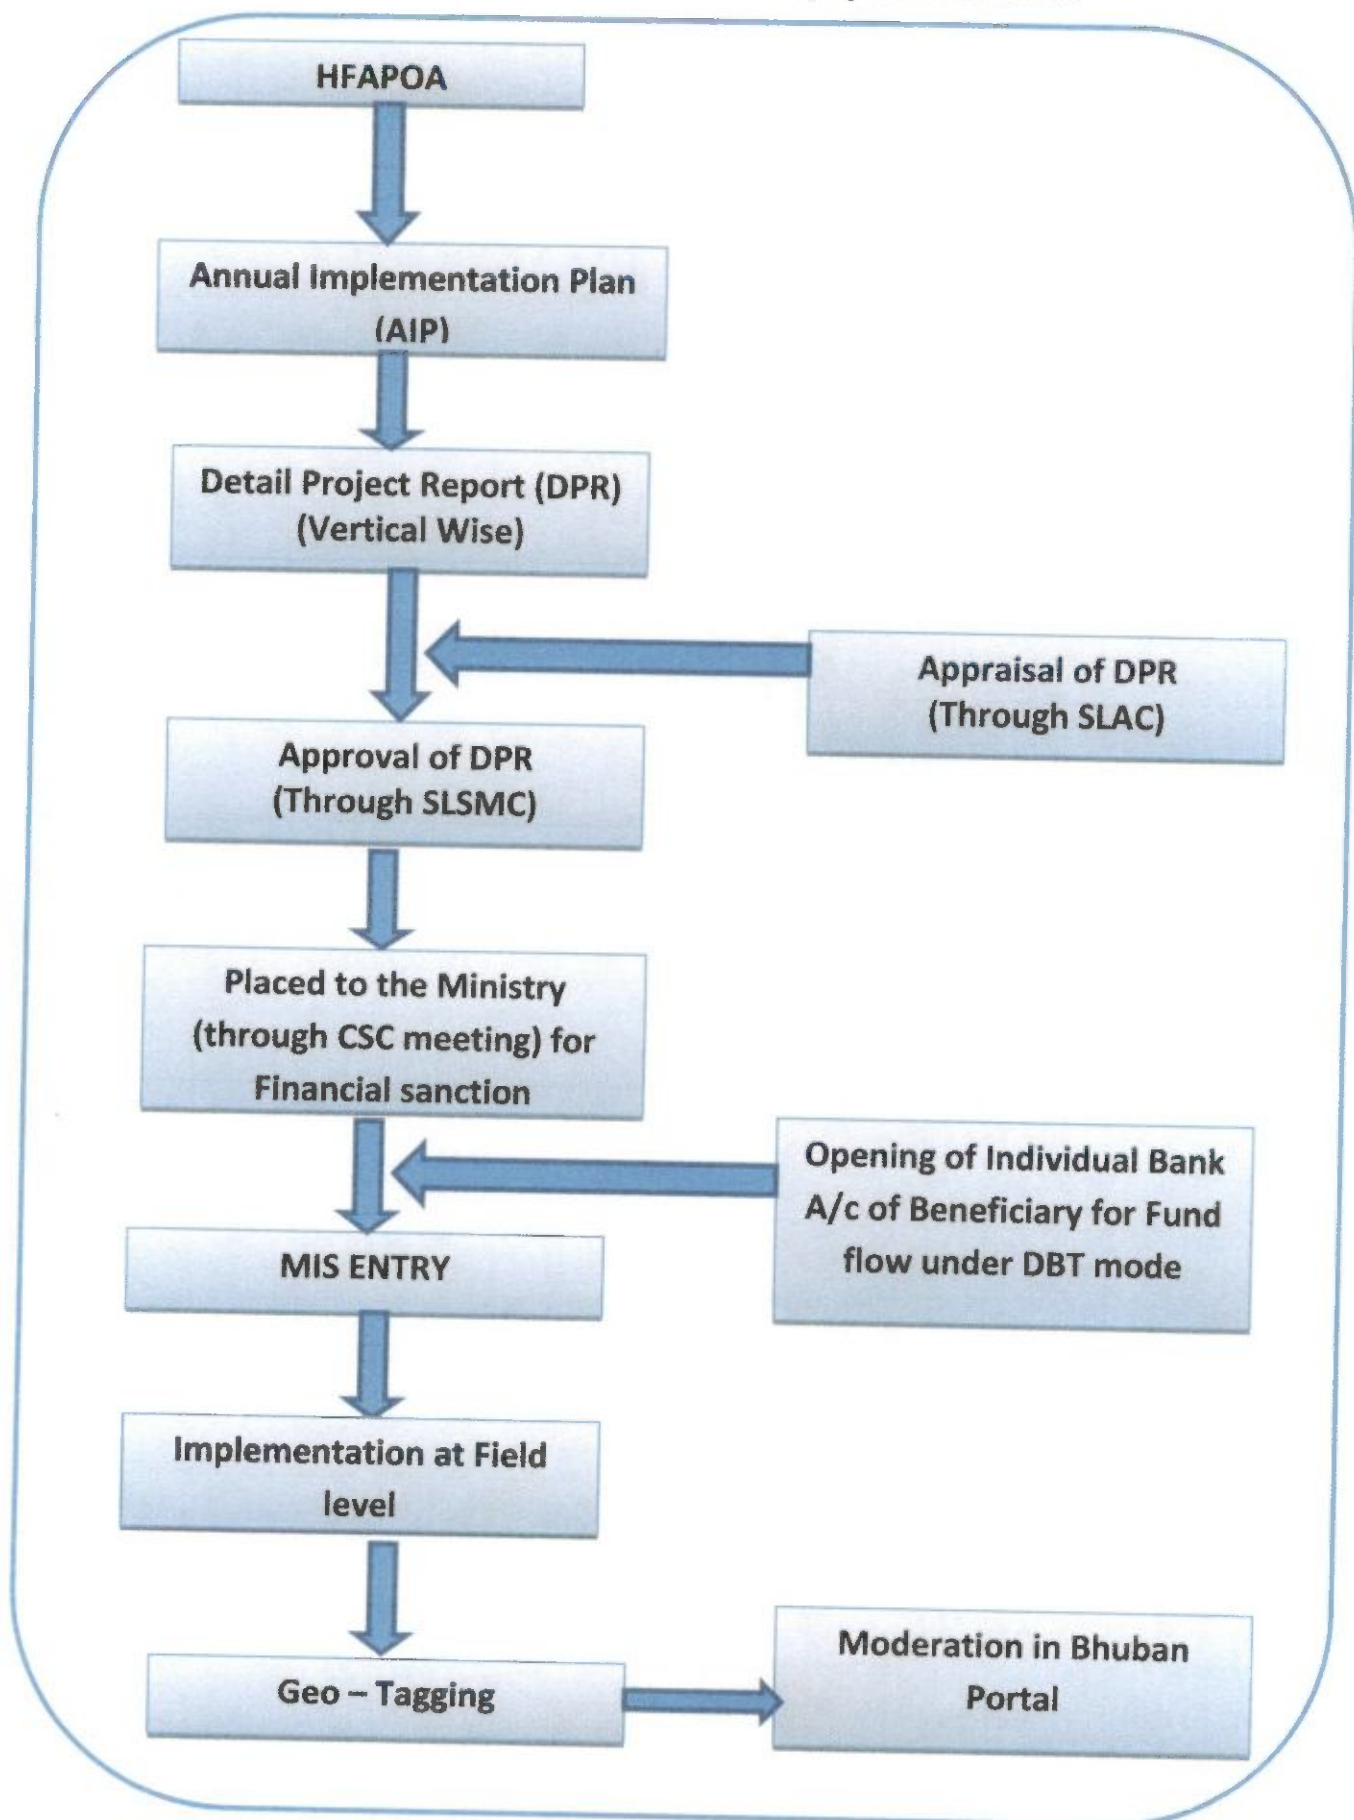 HFAPOA
Annual Implementation Plan
(AIP)
Detail Project Report (DPR)
(Vertical Wise)
Appraisal of DPR
(Through SLAC)
Approval of DPR
(Through SLSMC)
Placed to the Ministry
(through CSC meeting) for
Financial sanction
Opening of Individual Bank
A/c of Beneficiary for Fund
flow under DBT mode
MIS ENTRY
Implementation at Field
level
Geo – Tagging
Moderation in Bhuban
Portal